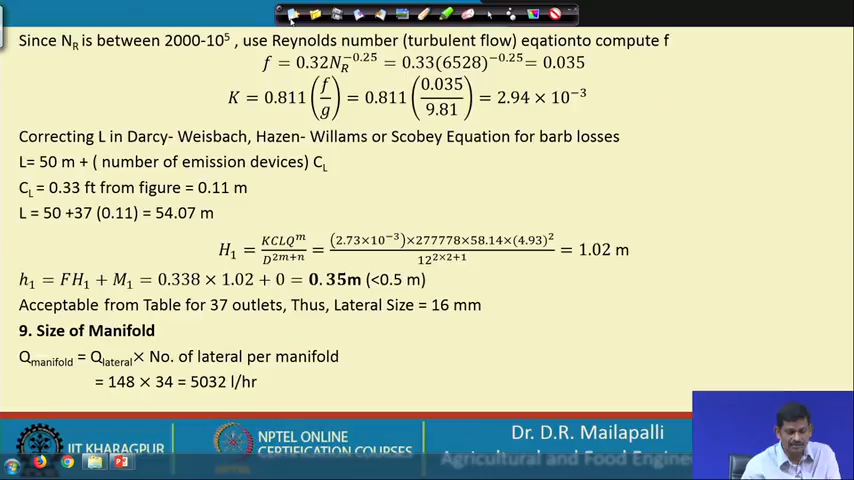 Since N_R is between 2000-10^5 , use Reynolds number (turbulent flow) eqationto compute f
f = 0.32N_R^−0.25 = 0.33(6528)^−0.25 = 0.035
K = 0.811 (f/g) = 0.811 (0.035/9.81) = 2.94 × 10^−3
Correcting L in Darcy- Weisbach, Hazen- Willams or Scobey Equation for barb losses
L= 50 m + ( number of emission devices) C_L
C_L = 0.33 ft from figure = 0.11 m
L = 50 +37 (0.11) = 54.07 m
H_1 = KCLQ^m/D^(2m+n) = (2.73×10^−3)×277778×58.14×(4.93)^2/12^(2×2+1) = 1.02 m
h_1 = FH_1 + M_1 = 0.338 × 1.02 + 0 = 0.35m (<0.5 m)
Acceptable from Table for 37 outlets, Thus, Lateral Size = 16 mm
9. Size of Manifold
Q_manifold = Q_lateral × No. of lateral per manifold
= 148 × 34 = 5032 l/hr
IIT KHARAGPUR
NPTEL ONLINE
CERTIFICATION COURSES
Dr. D.R. Mailapalli
Agricultural and Food Engine